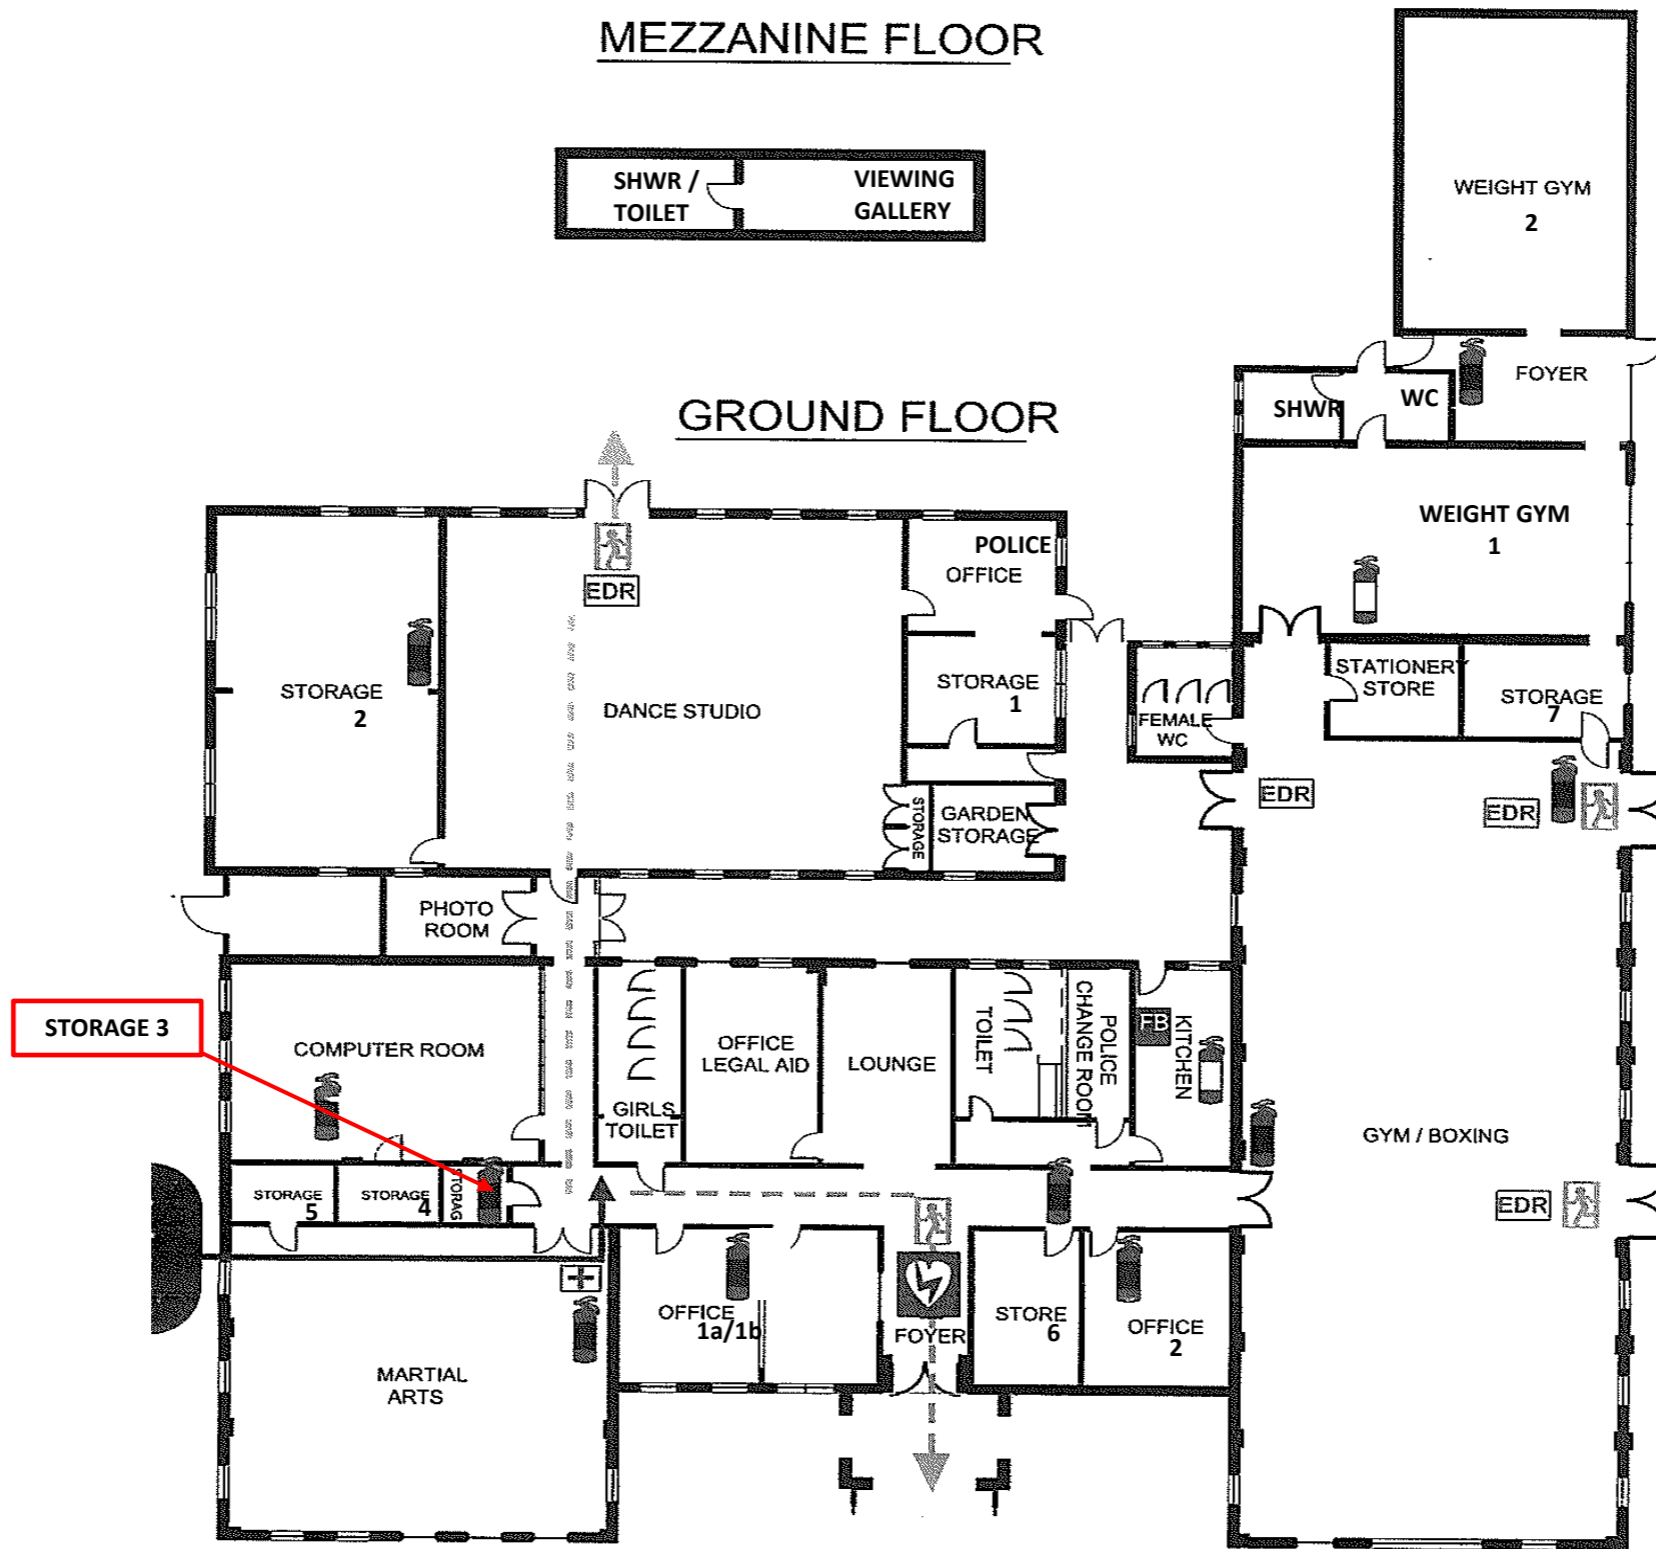 MEZZANINE FLOOR
SHWR /
TOILET
VIEWING
GALLERY
WEIGHT GYM
2
FOYER
SHWR
WC
GROUND FLOOR
WEIGHT GYM
1
POLICE
OFFICE
EDR
STORAGE
2
DANCE STUDIO
STORAGE
1
STATIONERY
STORE
STORAGE
7
FEMALE
WC
EDR
EDR
STORAGE
GARDEN
STORAGE
PHOTO
ROOM
STORAGE 3
COMPUTER ROOM
GIRLS
TOILET
OFFICE
LEGAL AID
LOUNGE
TOILET
POLICE
CHANGE ROOM
FB
KITCHEN
GYM / BOXING
STORAGE
5
STORAGE
4
STORAG
EDR
OFFICE
1a/1b
FOYER
STORE
6
OFFICE
2
MARTIAL
ARTS